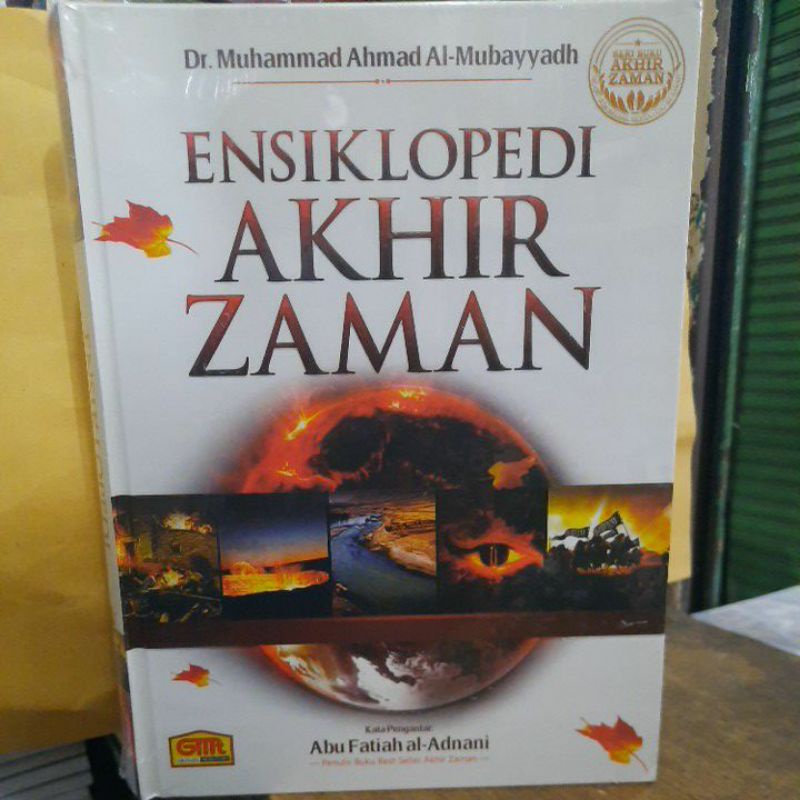 Dr. Muhammad Ahmad Al-Mubayyadh
SERI BUKU
AKHIR
ZAMAN
ENSIKLOPEDI
AKHIR
ZAMAN
Kata Pengantar:
Abu Fatiah al-Adnani
— Penulis Buku Best Seller Akhir Zaman —
GMR